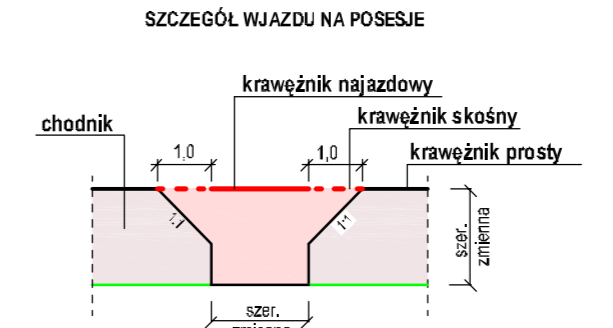 SZCZEGÓŁ WJAZDU NA POSESJE
krawężnik najazdowy
krawężnik skośny
chodnik
1,0
1,0
krawężnik prosty
1:1
1:1
szer.
zmienna
szer.